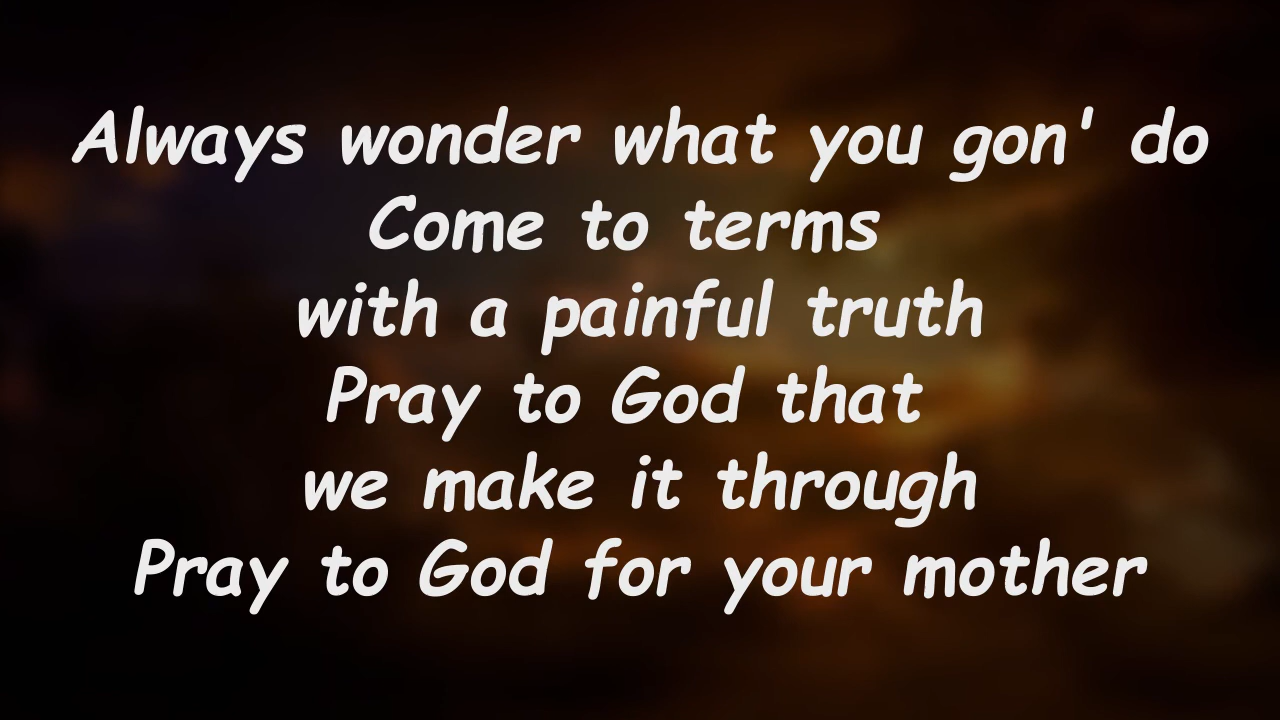 Always wonder what you gon' do
Come to terms
with a painful truth
Pray to God that
we make it through
Pray to God for your mother